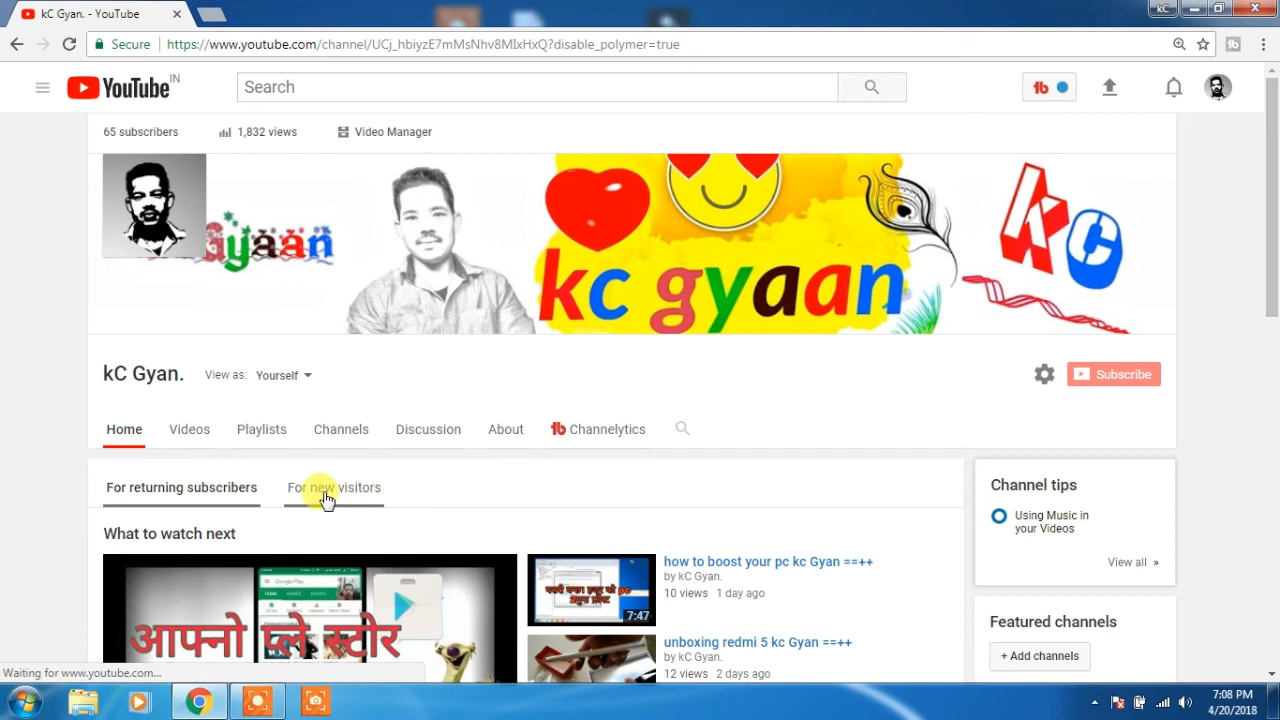 kC Gyan. - YouTube
kC
Secure
https://www.youtube.com/channel/UCj_hbiyzE7mMsNhv8MIxHxQ?disable_polymer=true
YouTube IN
Search
65 subscribers
1,832 views
Video Manager
Gyaan
kc gyaan
kC
kC Gyan.
View as: Yourself
Subscribe
Home
Videos
Playlists
Channels
Discussion
About
Channelytics
For returning subscribers
For new visitors
What to watch next
आफ्नो प्ले स्टोर
Google Play
7:47
how to boost your pc kc Gyan ==++
by kC Gyan.
10 views 1 day ago
unboxing redmi 5 kc Gyan ==++
by kC Gyan.
12 views 2 days ago
Channel tips
Using Music in
your Videos
View all »
Featured channels
+ Add channels
Waiting for www.youtube.com...
7:08 PM
4/20/2018